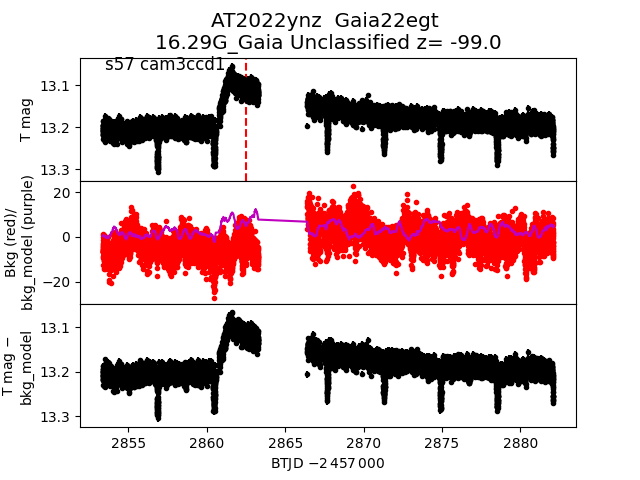 AT2022ynz  Gaia22egt
16.29G_Gaia Unclassified z= -99.0
s57 cam3ccd1
T mag
13.1
13.2
13.3
Bkg (red)/
bkg_model (purple)
20
0
−20
T mag −
bkg_model
13.1
13.2
13.3
2855
2860
2865
2870
2875
2880
BTJD −2 457 000